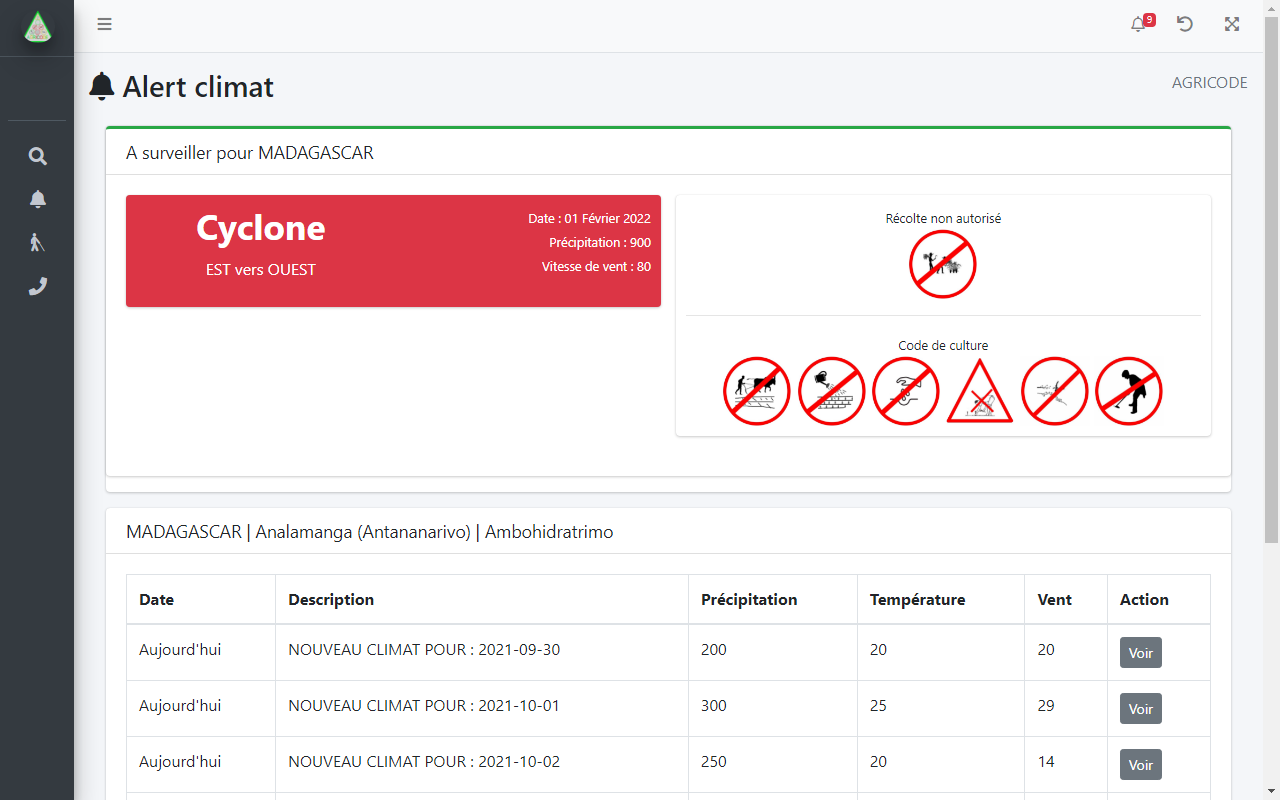 9
Alert climat
AGRICODE
A surveiller pour MADAGASCAR
Cyclone
EST vers OUEST
Date : 01 Février 2022
Précipitation : 900
Vitesse de vent : 80
Récolte non autorisé
Code de culture
MADAGASCAR | Analamanga (Antananarivo) | Ambohidratrimo
Date Description Précipitation Température Vent Action
Aujourd'hui NOUVEAU CLIMAT POUR : 2021-09-30 200 20 20 Voir
Aujourd'hui NOUVEAU CLIMAT POUR : 2021-10-01 300 25 29 Voir
Aujourd'hui NOUVEAU CLIMAT POUR : 2021-10-02 250 20 14 Voir